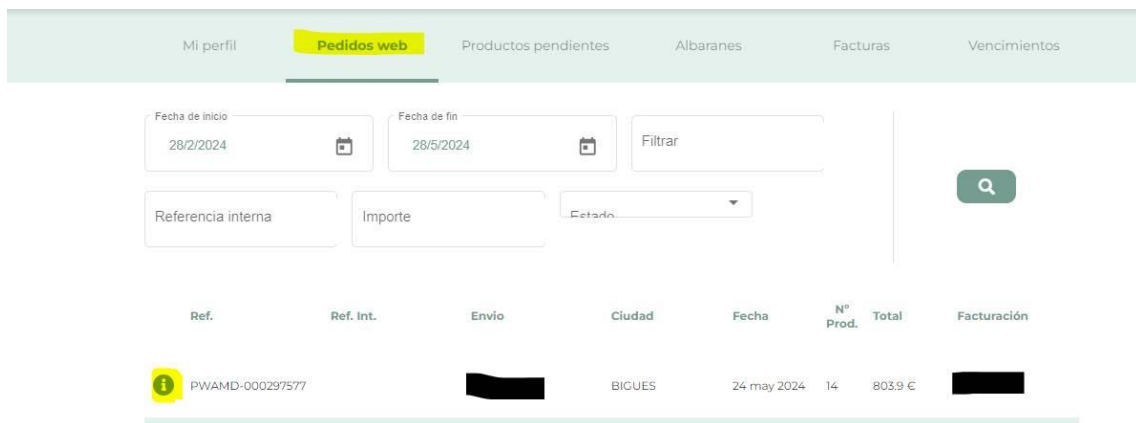 Mi perfil Pedidos web Productos pendientes Albaranes Facturas Vencimientos
Fecha de inicio Fecha de fin
28/2/2024 28/5/2024 Filtrar
Referencia interna Importe Estado
Ref. Ref. Int. Envio Ciudad Fecha Nº Prod. Total Facturación
PWAMD-000297577 BIGUES 24 may 2024 14 803.9 €